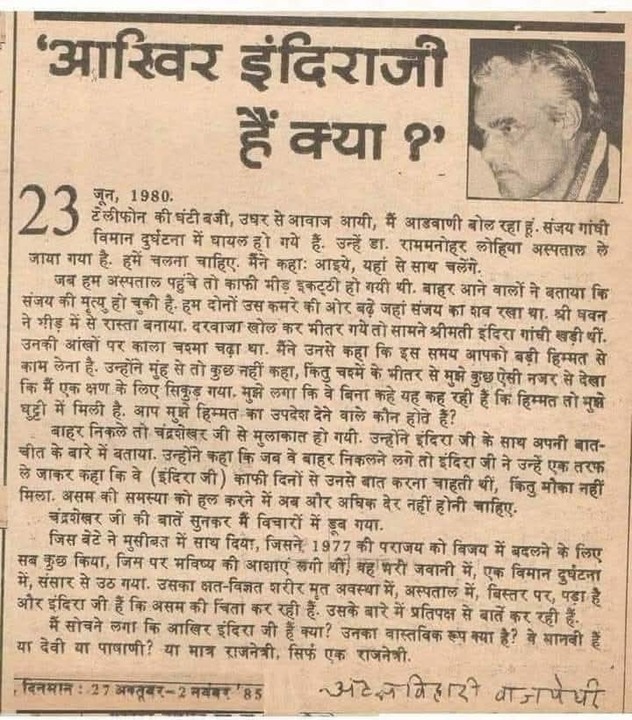 'आखिर इंदिराजी
हैं क्या ?'
23 जून, 1980.
टेलीफोन की घंटी बजी, उधर से आवाज आयी, मैं आडवाणी बोल रहा हूं. संजय गांधी
विमान दुर्घटना में घायल हो गये हैं. उन्हें डा. राममनोहर लोहिया अस्पताल ले
जाया गया है. हमें चलना चाहिए. मैंने कहाः आइये, यहां से साथ चलेंगे.
जब हम अस्पताल पहुंचे तो काफी भीड़ इकट्ठी हो गयी थी. बाहर आने वालों ने बताया कि
संजय की मृत्यु हो चुकी है. हम दोनों उस कमरे की ओर बढ़े जहां संजय का शव रखा था. श्री धवन
ने भीड़ में से रास्ता बनाया. दरवाजा खोल कर भीतर गये तो सामने श्रीमती इंदिरा गांधी खड़ी थीं.
उनकी आंखों पर काला चश्मा चढ़ा था. मैंने उनसे कहा कि इस समय आपको बड़ी हिम्मत से
काम लेना है. उन्होंने मुंह से तो कुछ नहीं कहा, किंतु चश्में के भीतर से मुझे कुछ ऐसी नजर से देखा
कि मैं एक क्षण के लिए सिकुड़ गया. मुझे लगा कि वे बिना कहे यह कह रही हैं कि हिम्मत तो मुझे
घुट्टी में मिली है. आप मुझे हिम्मत का उपदेश देने वाले कौन होते हैं?
बाहर निकले तो चंद्रशेखर जी से मुलाकात हो गयी. उन्होंने इंदिरा जी के साथ अपनी बात-
चीत के बारे में बताया. उन्होंने कहा कि जब वे बाहर निकलने लगे तो इंदिरा जी ने उन्हें एक तरफ
ले जाकर कहा कि वे (इंदिरा जी) काफी दिनों से उनसे बात करना चाहती थीं, किंतु मौका नहीं
मिला. असम की समस्या को हल करने में अब और अधिक देर नहीं होनी चाहिए.
चंद्रशेखर जी की बातें सुनकर मैं विचारों में डूब गया.
जिस बेटे ने मुसीबत में साथ दिया, जिसने 1977 की पराजय को विजय में बदलने के लिए
सब कुछ किया, जिम पर भविष्य की आशाएं लगी थीं, वह भरी जवानी में, एक विमान दुर्घटना
में, संसार से उठ गया. उसका क्षत-विक्षत शरीर मृत अवस्था में, अस्पताल में, बिस्तर पर, पड़ा है
और इंदिरा जी हैं कि असम की चिंता कर रही हैं. उसके बारे में प्रतिपक्ष से बातें कर रही हैं.
मैं सोचने लगा कि आखिर इंदिरा जी हैं क्या? उनका वास्तविक रूप क्या है? वे मानवी हैं
या देवी या पाषाणी? या मात्र राजनेत्री, सिर्फ एक राजनेत्री.
दिनमान : 27 अक्तूबर-2 नवंबर '85
अटल बिहारी वाजपेयी